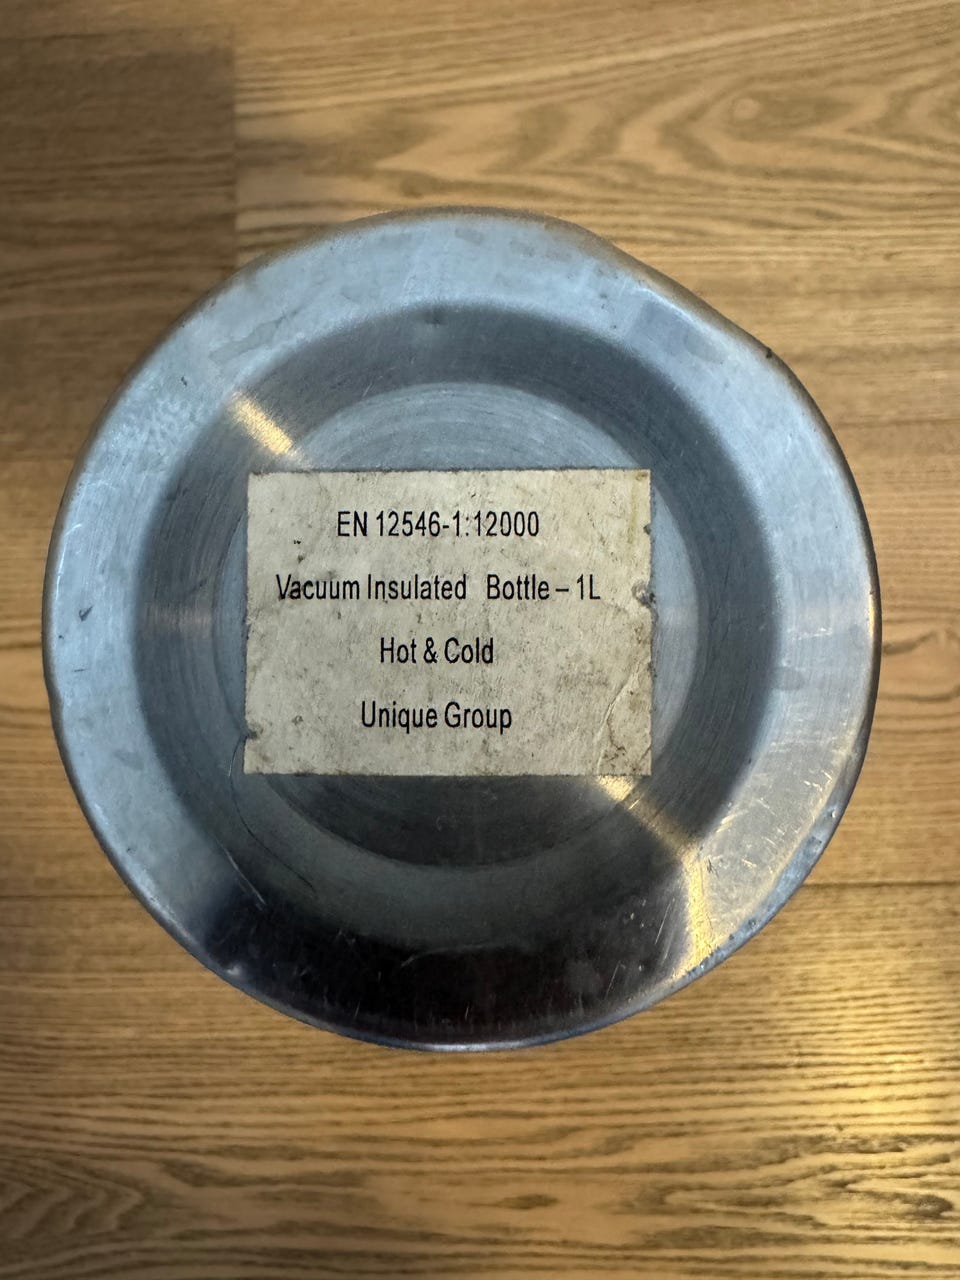 EN 12546-1:12000
Vacuum Insulated Bottle – 1L
Hot & Cold
Unique Group